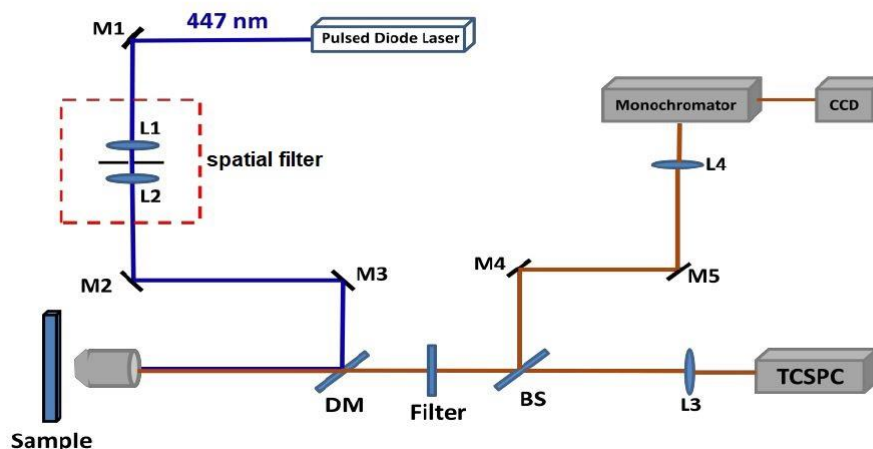 447 nm
M1
Pulsed Diode Laser
Monochromator
CCD
L1
spatial filter
L2
L4
M2
M3
M4
M5
DM
Filter
BS
L3
TCSPC
Sample